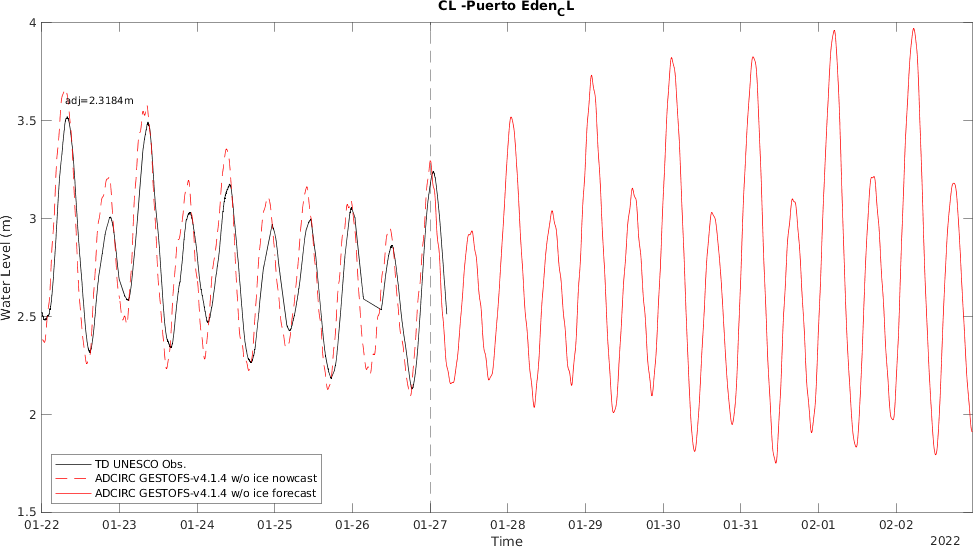 CL -Puerto Eden_CL
4
adj=2.3184m
3.5
3
Water Level (m)
2.5
2
1.5
TD UNESCO Obs.
ADCIRC GESTOFS-v4.1.4 w/o ice nowcast
ADCIRC GESTOFS-v4.1.4 w/o ice forecast
01-22 01-23 01-24 01-25 01-26 01-27 01-28 01-29 01-30 01-31 02-01 02-02
Time
2022